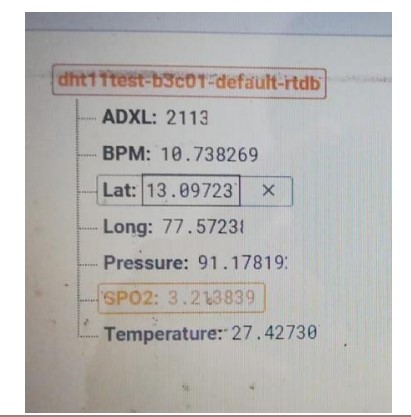 dht11test-b3c01-default-rtdb
ADXL: 2113
BPM: 10.738269
Lat: 13.09723
Long: 77.5723
Pressure: 91.17819
SPO2: 3.213839
Temperature: 27.42730